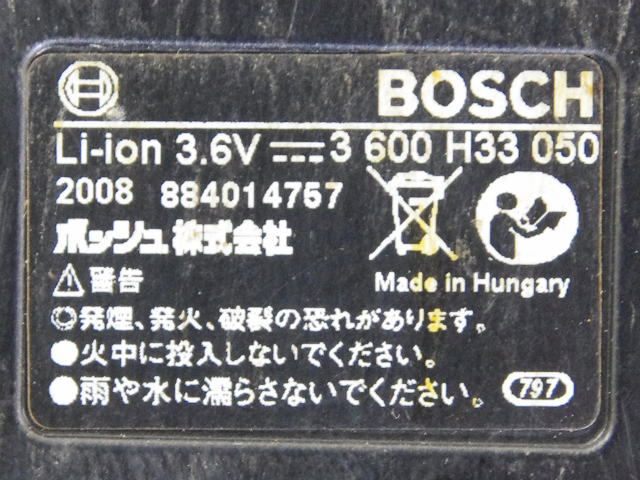 BOSCH
Li-ion 3.6V 3 600 H33 050
2008 884014757
ボッシュ株式会社
Made in Hungary
警告
◎発煙、発火、破裂の恐れがあります。
●火中に投入しないでください。
●雨や水に濡らさないでください。
797